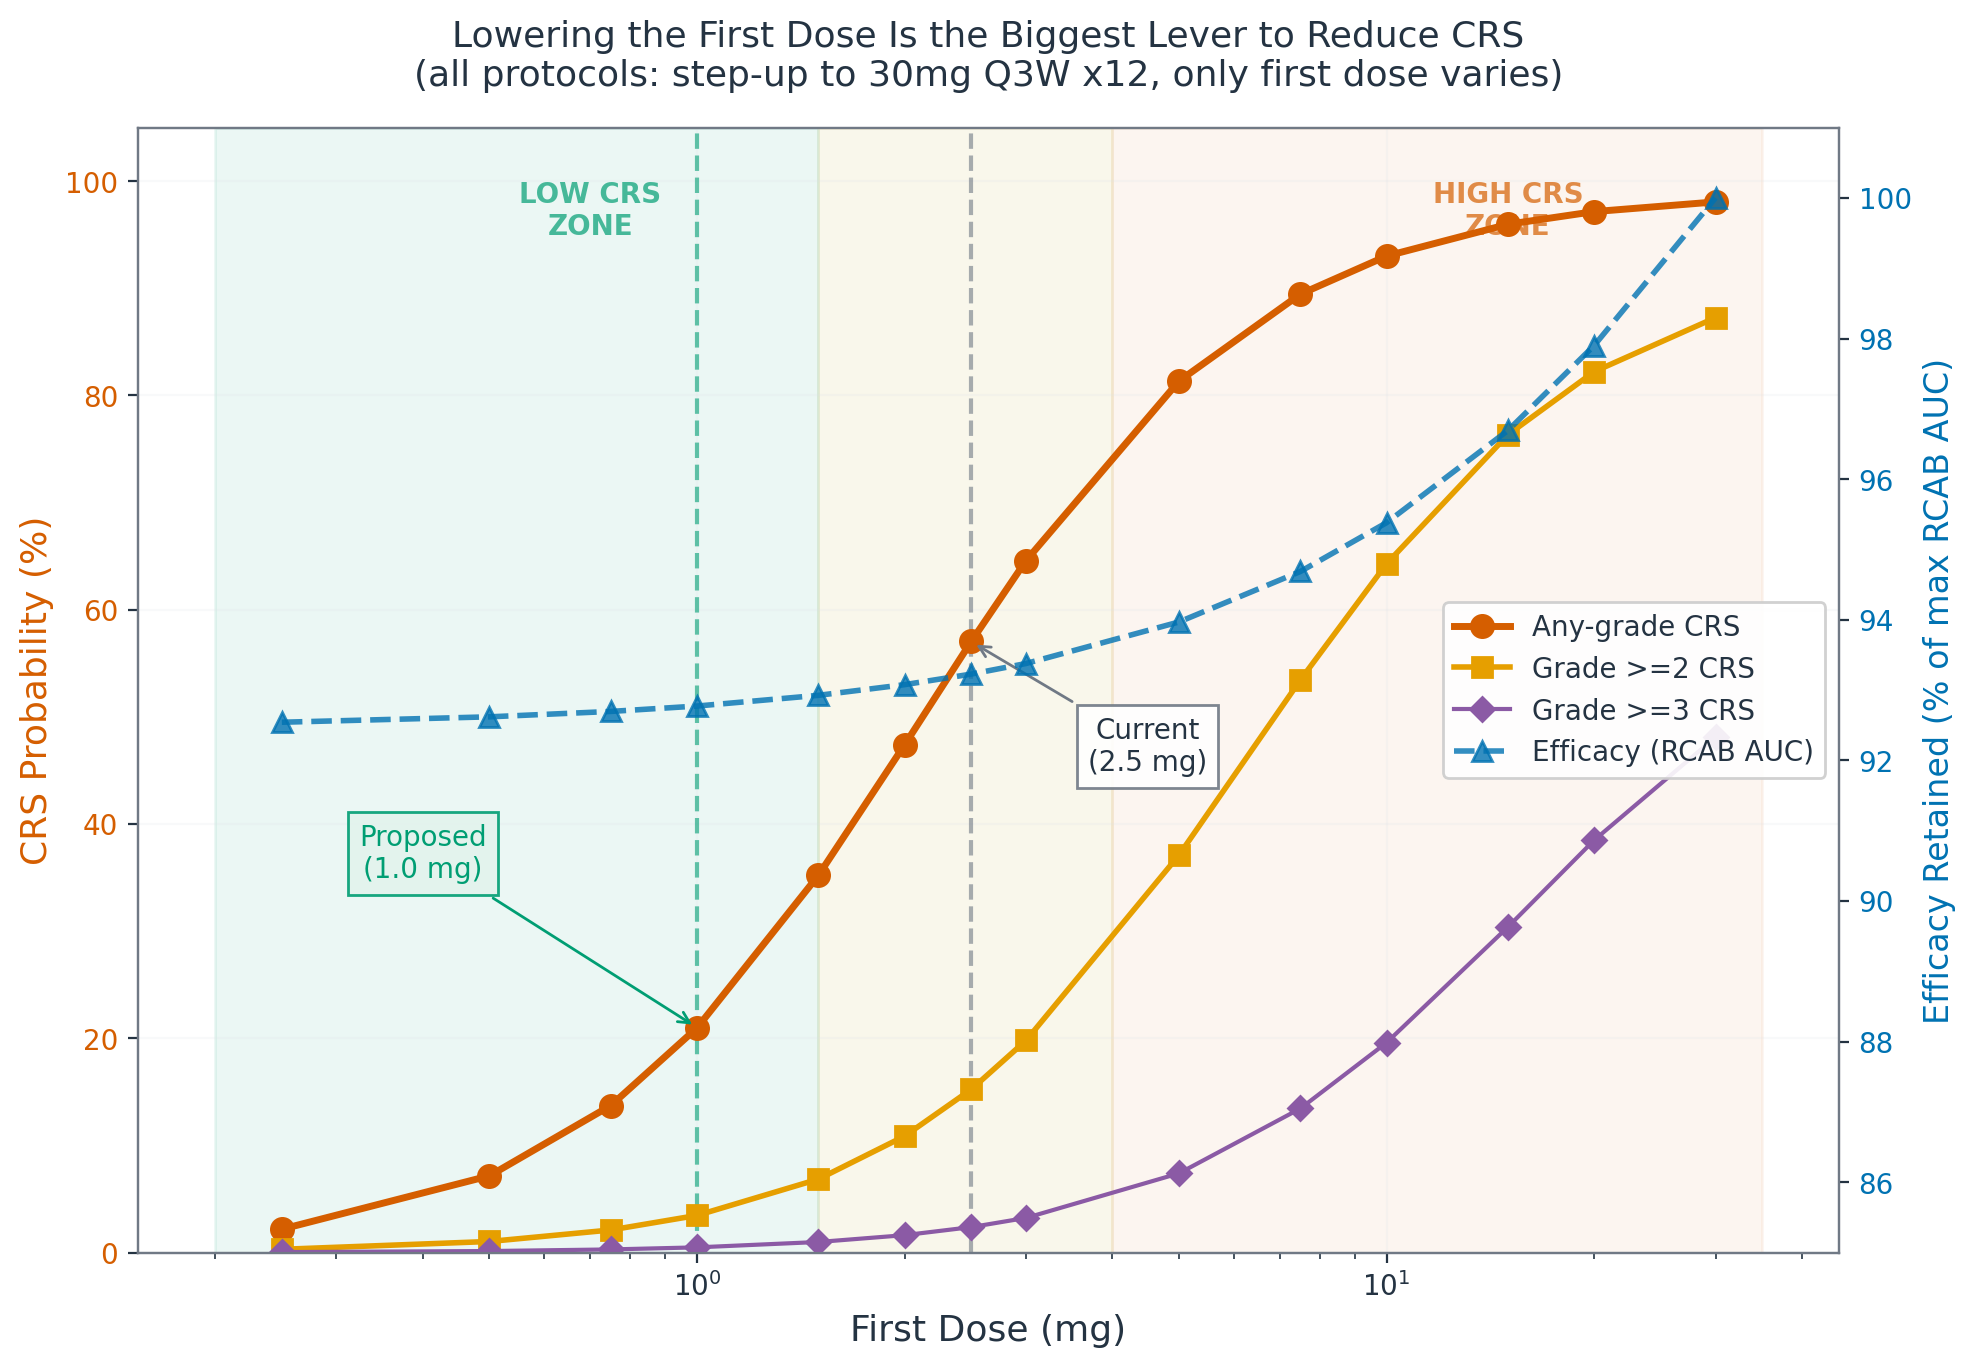 Lowering the First Dose Is the Biggest Lever to Reduce CRS
(all protocols: step-up to 30mg Q3W x12, only first dose varies)
LOW CRS
ZONE
HIGH CRS
ZONE
CRS Probability (%)
100
80
60
40
20
0
Efficacy Retained (% of max RCAB AUC)
100
98
96
94
92
90
88
86
Any-grade CRS
Grade >=2 CRS
Grade >=3 CRS
Efficacy (RCAB AUC)
Current
(2.5 mg)
Proposed
(1.0 mg)
10⁰
10¹
First Dose (mg)